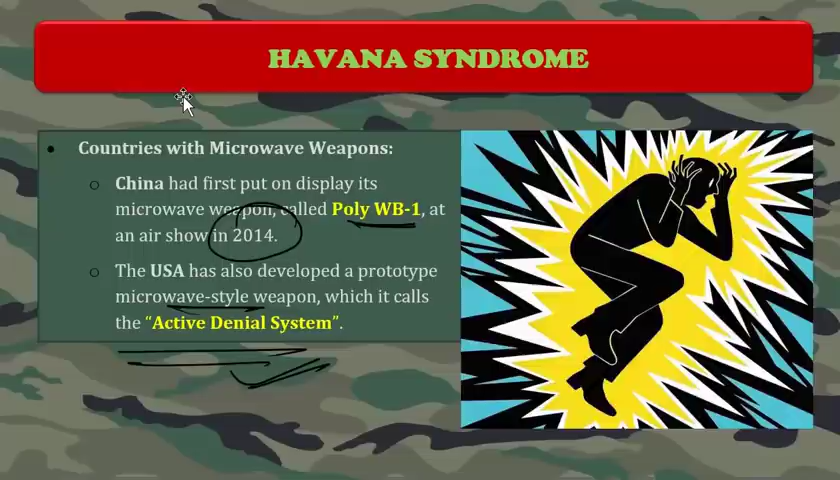 HAVANA SYNDROME
• Countries with Microwave Weapons:
○ China had first put on display its
microwave weapon, called Poly WB-1, at
an air show in 2014.
○ The USA has also developed a prototype
microwave-style weapon, which it calls
the “Active Denial System”.